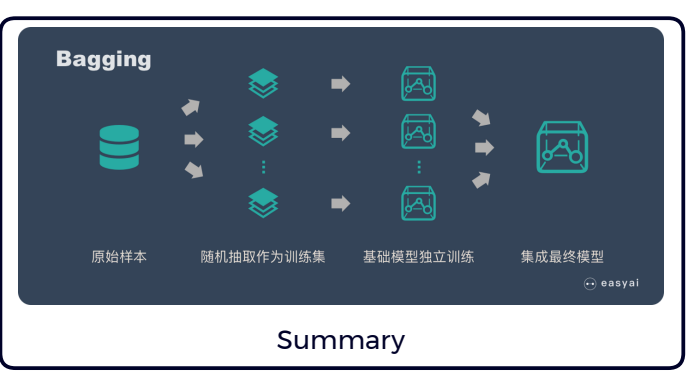 Bagging
原始样本
随机抽取作为训练集
基础模型独立训练
集成最终模型
easyai
Summary